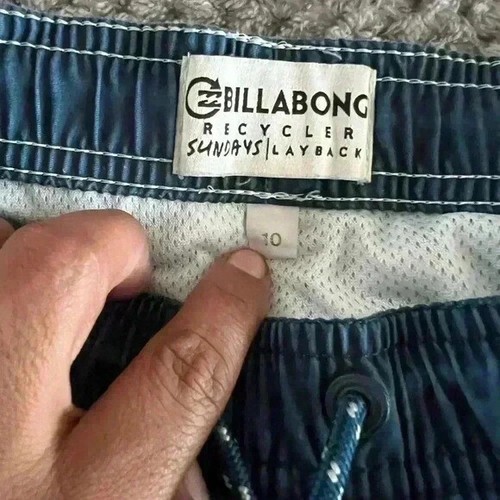 BILLABONG
RECYCLER
SUNDAYS | LAYBACK
10